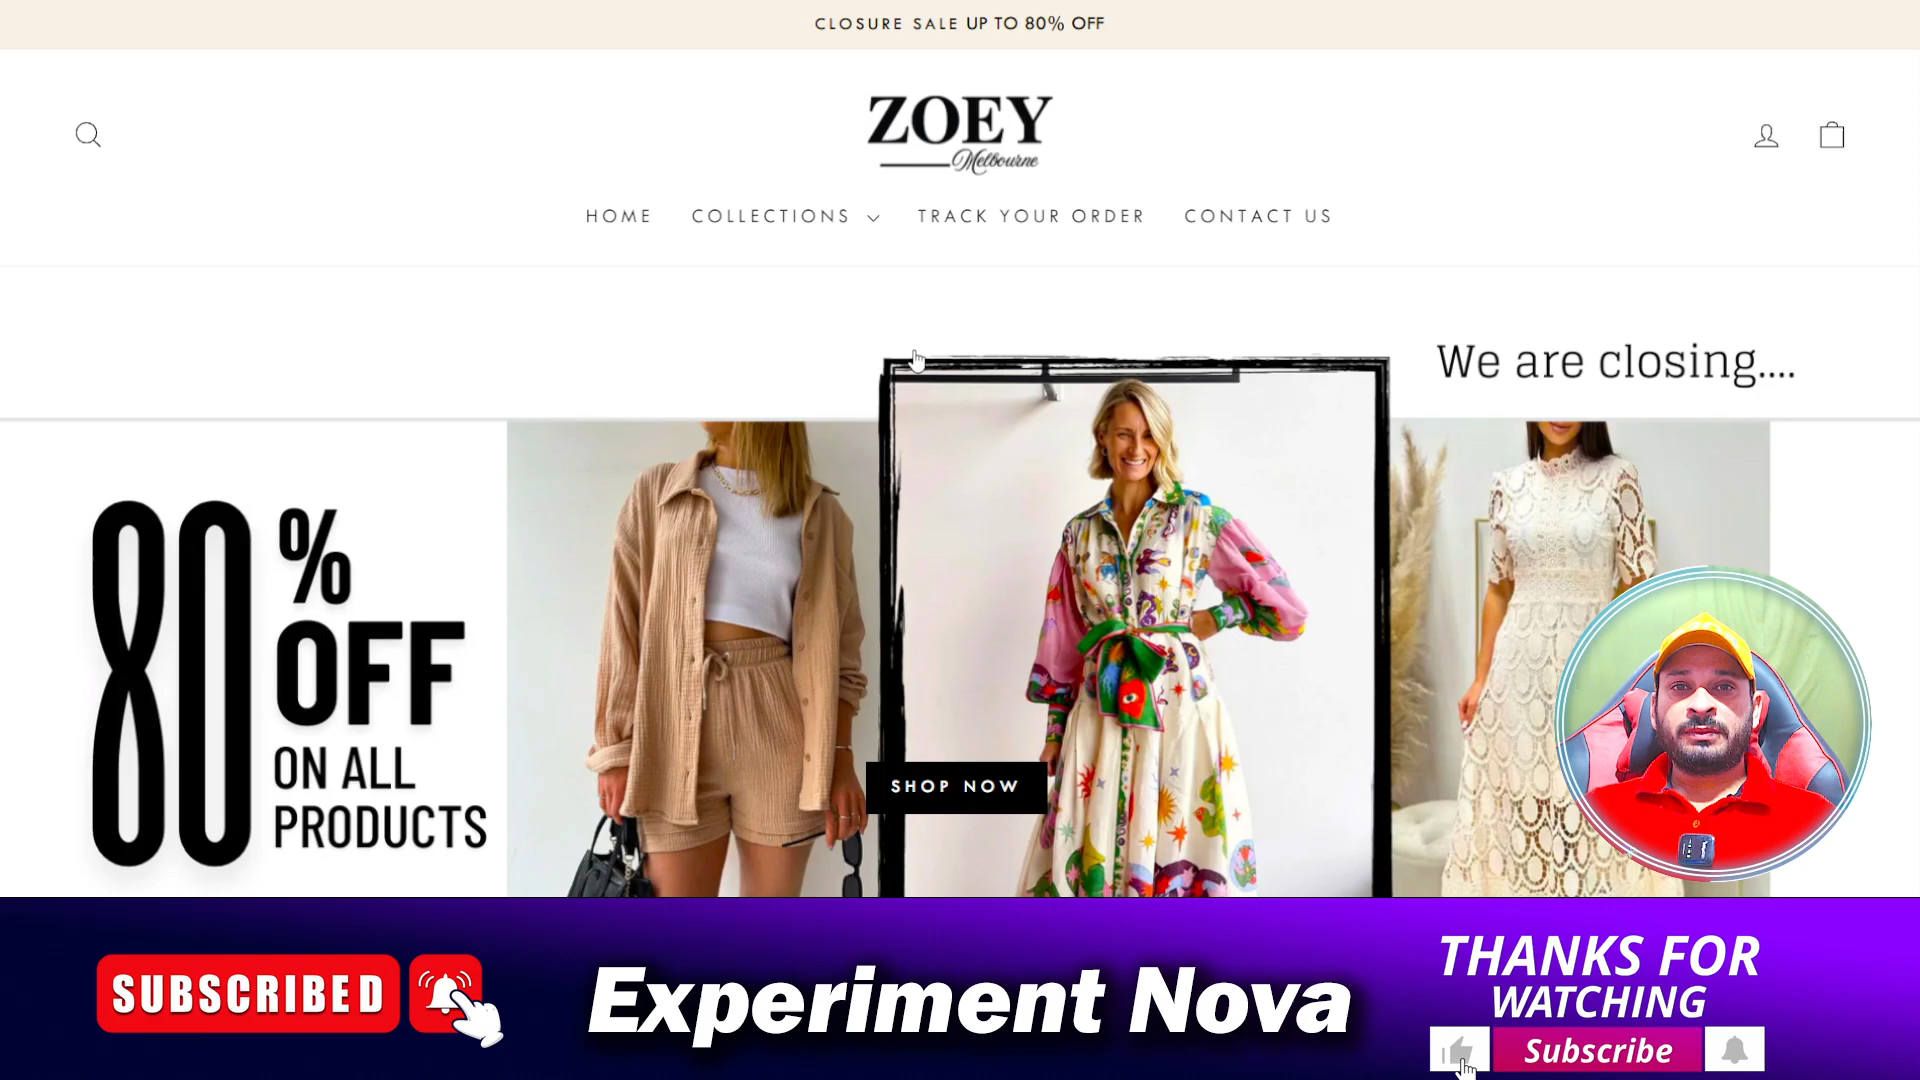 CLOSURE SALE UP TO 80% OFF
ZOEY
Melbourne
HOME COLLECTIONS TRACK YOUR ORDER CONTACT US
We are closing....
80% OFF
ON ALL
PRODUCTS
SHOP NOW
SUBSCRIBED
Experiment Nova
THANKS FOR
WATCHING
Subscribe